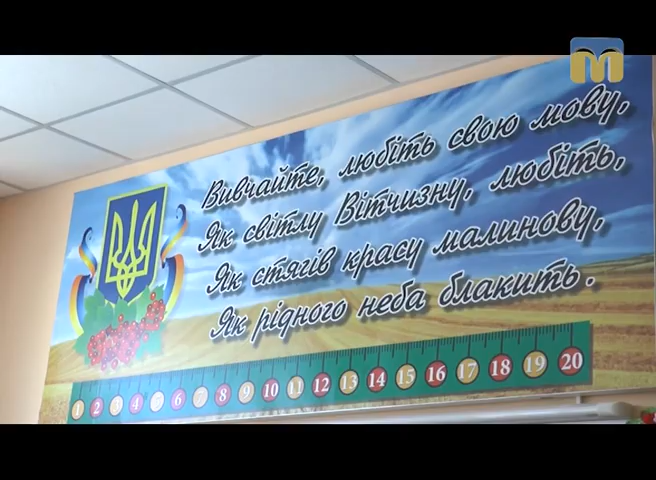 Вивчайте, любіть свою мову,
Як світлу Вітчизну, любіть,
Як стягів красу малинову,
Як рідного неба блакить.
1 2 3 4 5 6 7 8 9 10 11 12 13 14 15 16 17 18 19 20